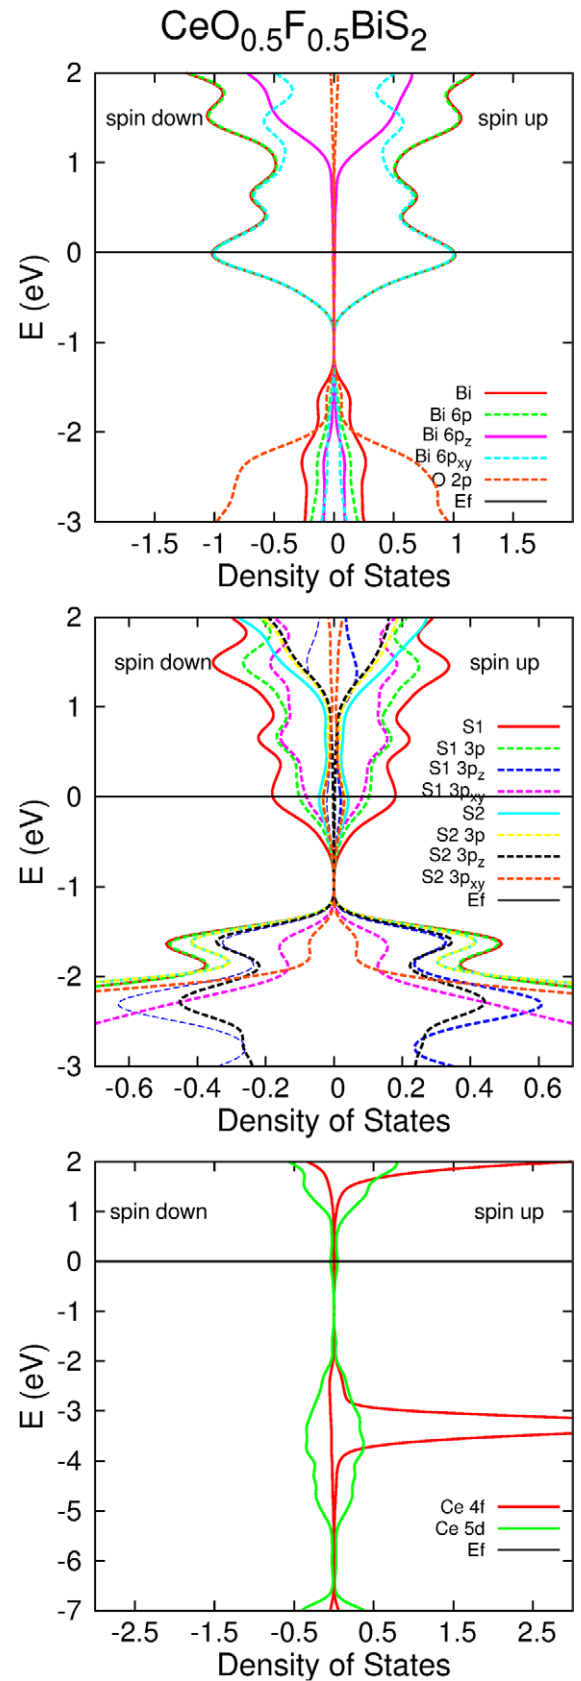 CeO0.5F0.5BiS2
2
1
0
-1
-2
-3
E (eV)
spin down
spin up
Bi
Bi 6p
Bi 6pz
Bi 6pxy
O 2p
Ef
-1.5 -1 -0.5 0 0.5 1 1.5
Density of States
2
1
0
-1
-2
-3
E (eV)
spin down
spin up
S1
S1 3p
S1 3pz
S1 3pxy
S2
S2 3p
S2 3pz
S2 3pxy
Ef
-0.6 -0.4 -0.2 0 0.2 0.4 0.6
Density of States
2
1
0
-1
-2
-3
-4
-5
-6
-7
E (eV)
spin down
spin up
Ce 4f
Ce 5d
Ef
-2.5 -1.5 -0.5 0.5 1.5 2.5
Density of States